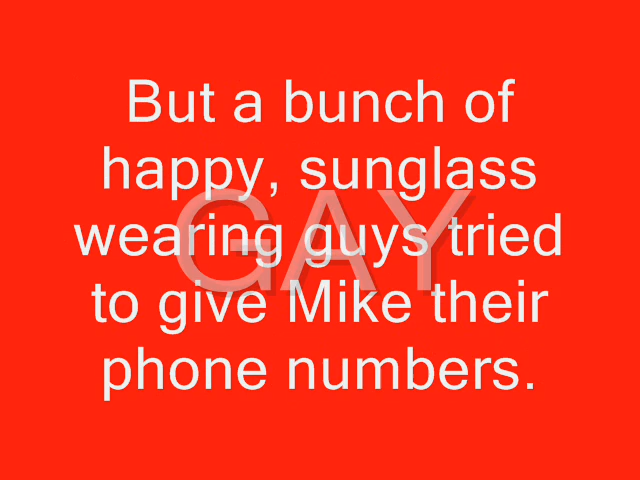 But a bunch of
happy, sunglass
wearing guys tried
GAY
to give Mike their
phone numbers.